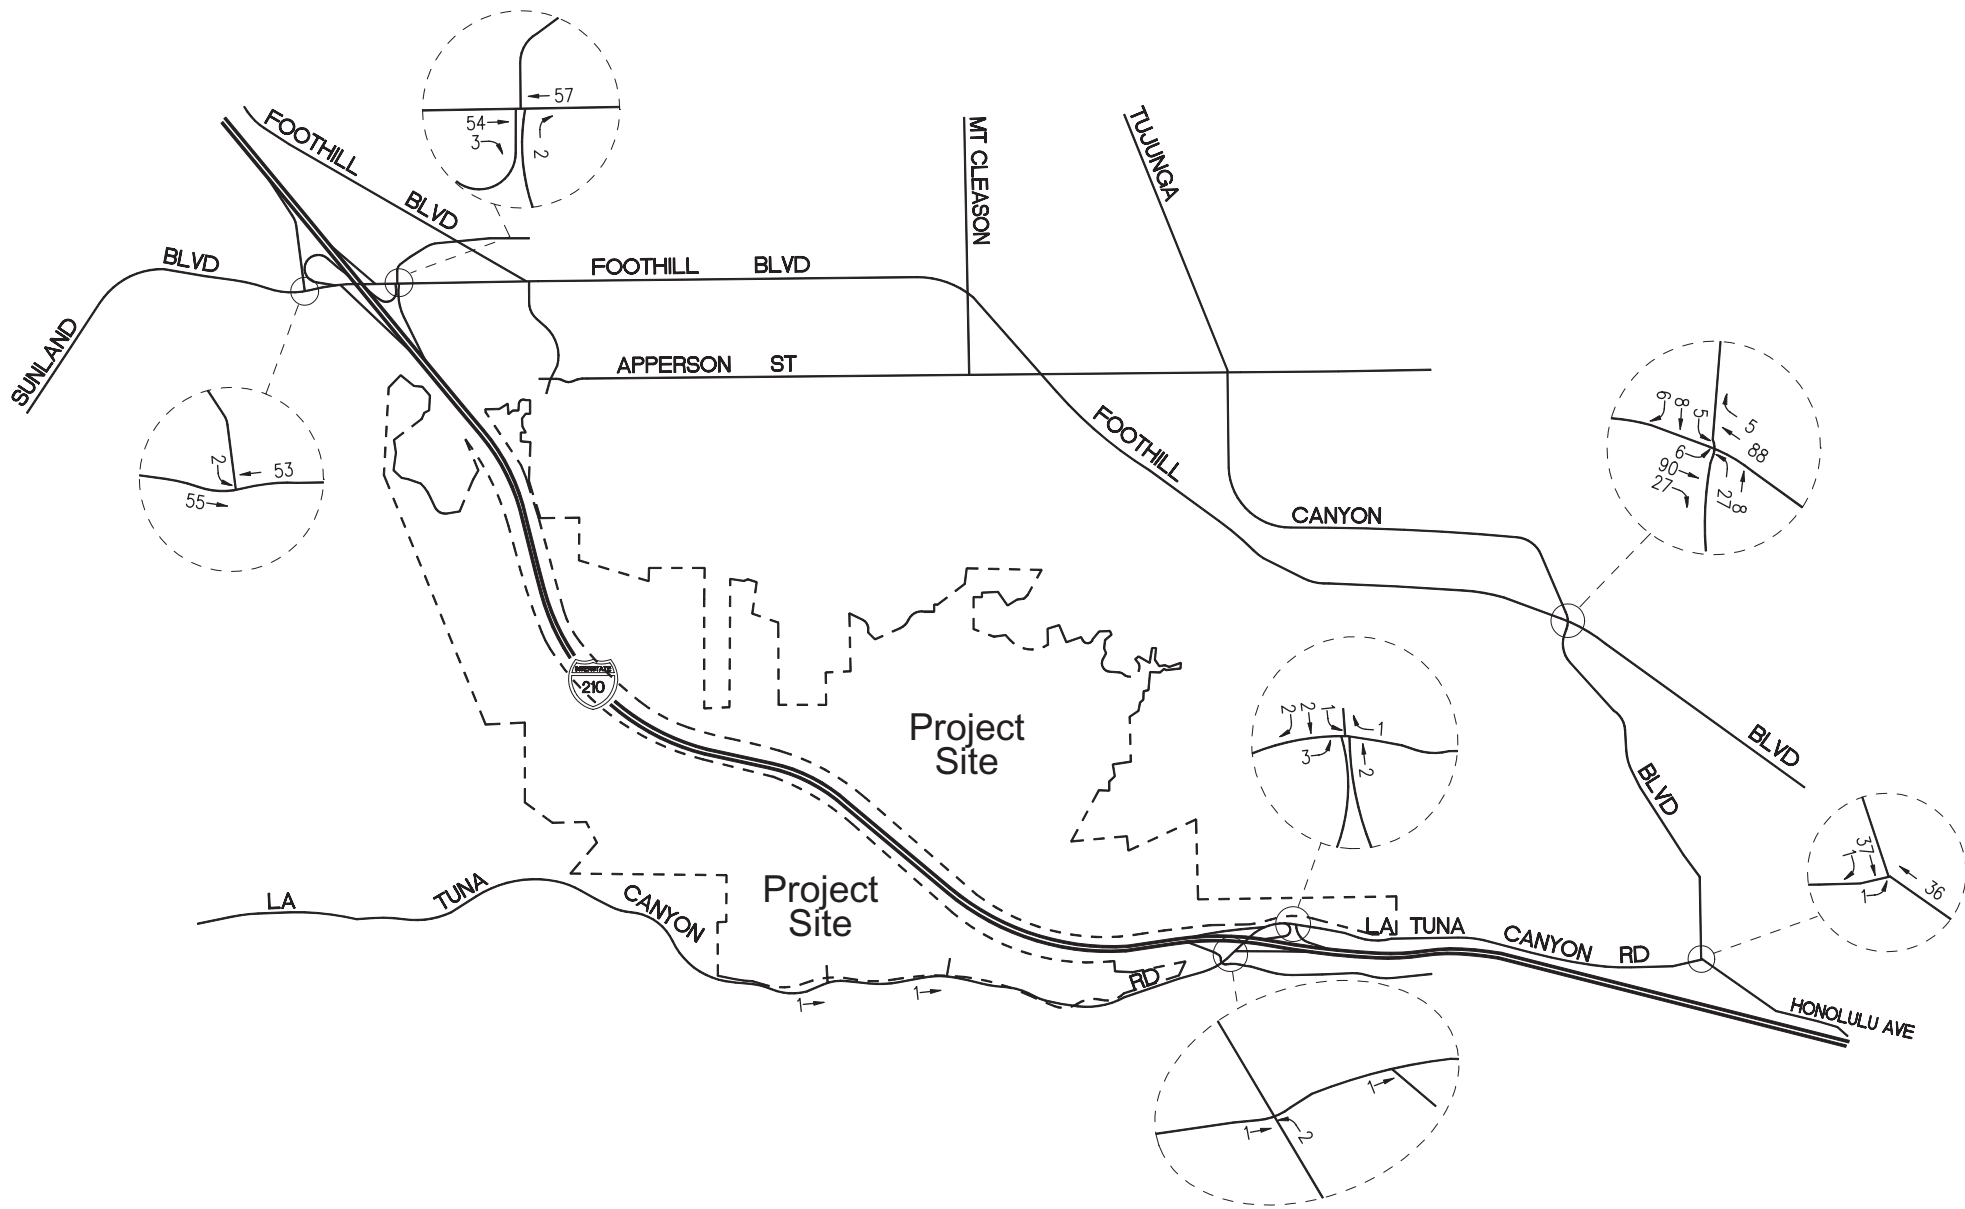 57
54
3
2
FOOTHILL
BLVD
MT CLEASON
TUJUNGA
BLVD
FOOTHILL BLVD
SUNLAND
APPERSON ST
2
53
55
FOOTHILL
CANYON
6
8
5
5
88
6
90
27
27
8
INTERSTATE
210
Project
Site
2
2
1
1
3
2
BLVD
BLVD
37
1
1
36
Project
Site
LA TUNA CANYON
RD
LA TUNA CANYON RD
HONOLULU AVE
1
1
1
1
2